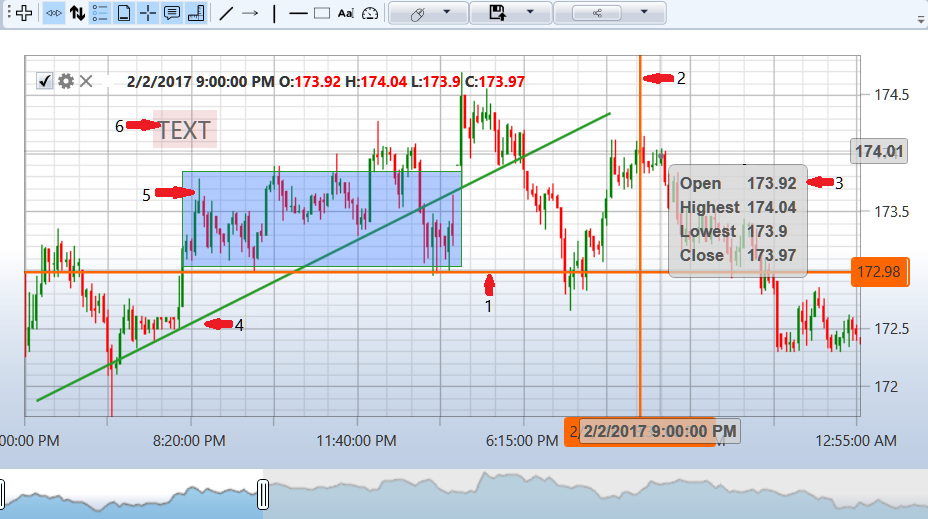 Aa
2/2/2017 9:00:00 PM O:173.92 H:174.04 L:173.9 C:173.97
2
174.5
6 TEXT
174.01
5
Open 173.92
3
Highest 174.04
173.5
Lowest 173.9
Close 173.97
172.98
1
4
172.5
172
00:00 PM
8:20:00 PM
11:40:00 PM
6:15:00 PM
2/2/2017 9:00:00 PM
12:55:00 AM